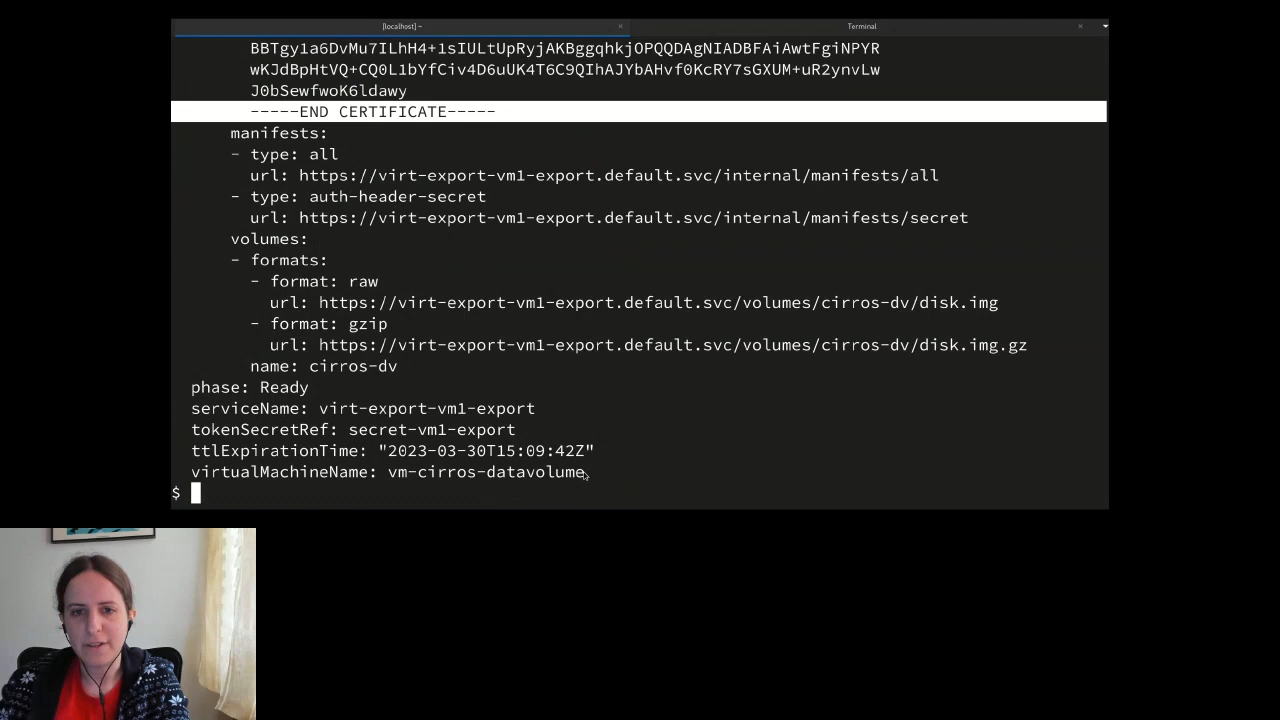 [localhost] ~ × Terminal ×
BBTgy1a6DvMu7ILhH4+1sIULtUpRyjAKBggqhkjOPQQDAgNIADBFAiAwtFgiNPYR
wKJdBpHtVQ+CQ0L1bYfCiv4D6uUK4T6C9QIhAJYbAHvf0KcRY7sGXUM+uR2ynvLw
J0bSewfwoK6ldawy
-----END CERTIFICATE-----
manifests:
- type: all
url: https://virt-export-vm1-export.default.svc/internal/manifests/all
- type: auth-header-secret
url: https://virt-export-vm1-export.default.svc/internal/manifests/secret
volumes:
- formats:
- format: raw
url: https://virt-export-vm1-export.default.svc/volumes/cirros-dv/disk.img
- format: gzip
url: https://virt-export-vm1-export.default.svc/volumes/cirros-dv/disk.img.gz
name: cirros-dv
phase: Ready
serviceName: virt-export-vm1-export
tokenSecretRef: secret-vm1-export
ttlExpirationTime: "2023-03-30T15:09:42Z"
virtualMachineName: vm-cirros-datavolume
$